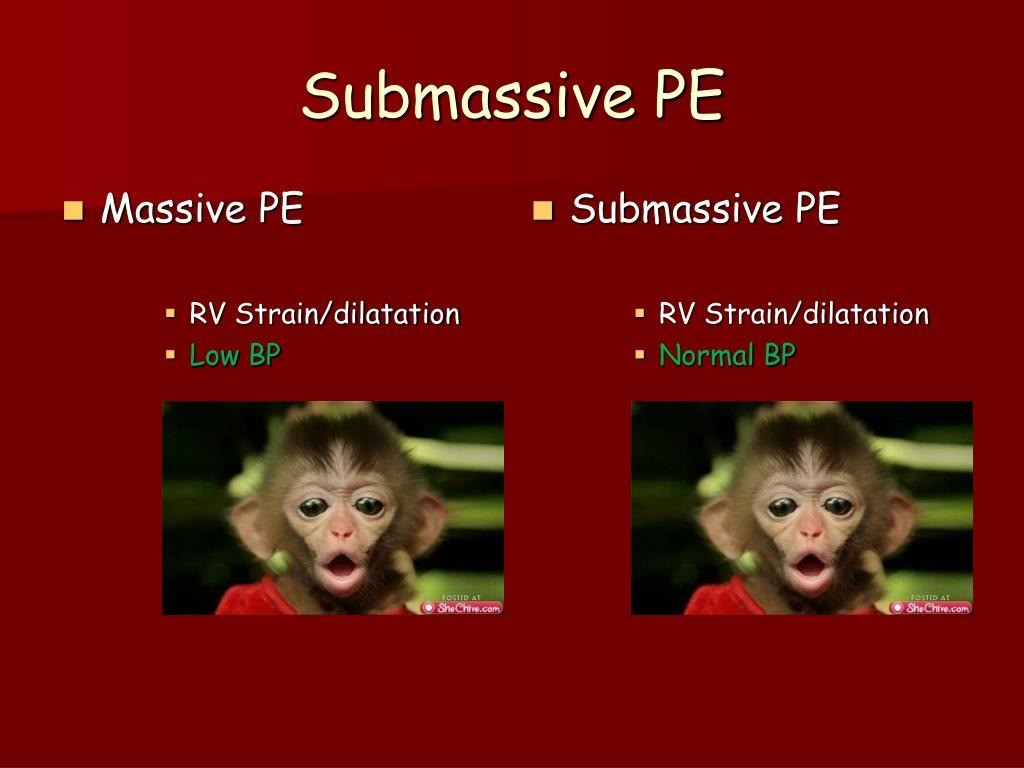 Submassive PE
Massive PE
RV Strain/dilatation
Low BP
POSTED AT
SheChive.com
Submassive PE
RV Strain/dilatation
Normal BP
POSTED AT
SheChive.com